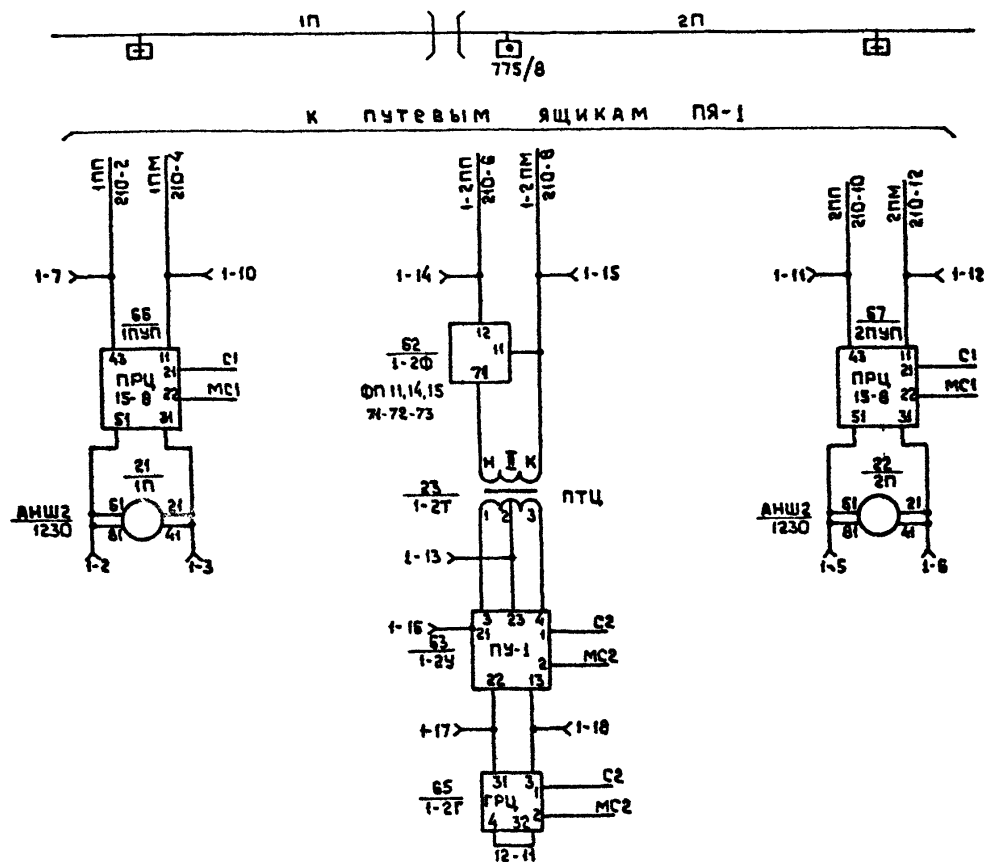 1П
2П
775/8
К ПУТЕВЫМ ЯЩИКАМ ПЯ-1
1ПП
210-2
1ПМ
210-4
1-2ПП
210-6
1-2ПМ
210-8
2ПП
210-10
2ПМ
210-12
1-7
1-10
1-14
1-15
1-11
1-12
66
1ПУП
43 11
21
22
ПРЦ
15-8
51 31
С1
МС1
62
1-2Ф
12
11
71
ФП 11,14,15
71-72-73
67
2ПУП
43 11
21
22
ПРЦ
15-8
51 31
С1
МС1
21
1П
АНШ2
1230
61 21
81 41
1-2
1-3
Н II К
23
1-2Т
ПТЦ
1 2 3
1-13
22
2П
АНШ2
1230
61 21
81 41
1-5
1-6
1-16
63
1-2У
3 23 4
21
1
ПУ-1
2
22 13
С2
МС2
1-17
1-18
65
1-2Г
31 3
1
ГРЦ
2
4 32
С2
МС2
12-11